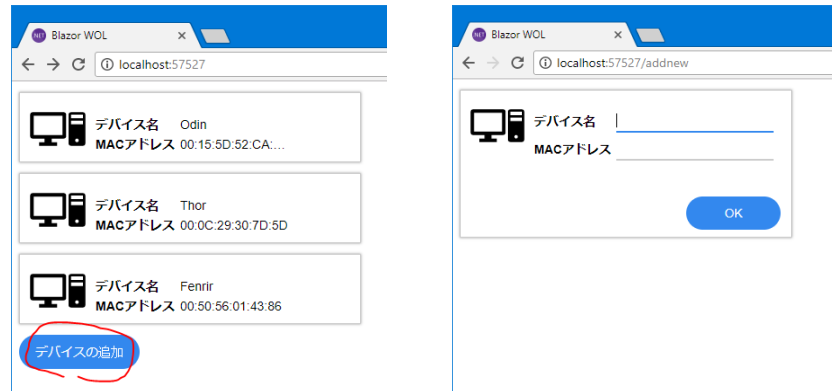 Blazor WOL
localhost:57527
デバイス名 Odin
MACアドレス 00:15:5D:52:CA:...
デバイス名 Thor
MACアドレス 00:0C:29:30:7D:5D
デバイス名 Fenrir
MACアドレス 00:50:56:01:43:86
デバイスの追加
Blazor WOL
localhost:57527/addnew
デバイス名
MACアドレス
OK